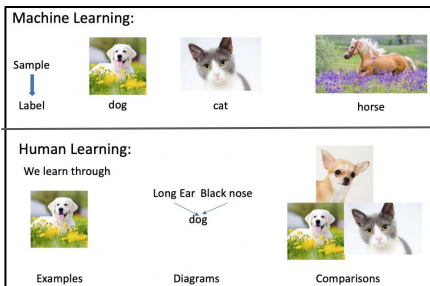 Machine Learning:
Sample
Label
dog
cat
horse
Human Learning:
We learn through
Long Ear Black nose
dog
Examples
Diagrams
Comparisons